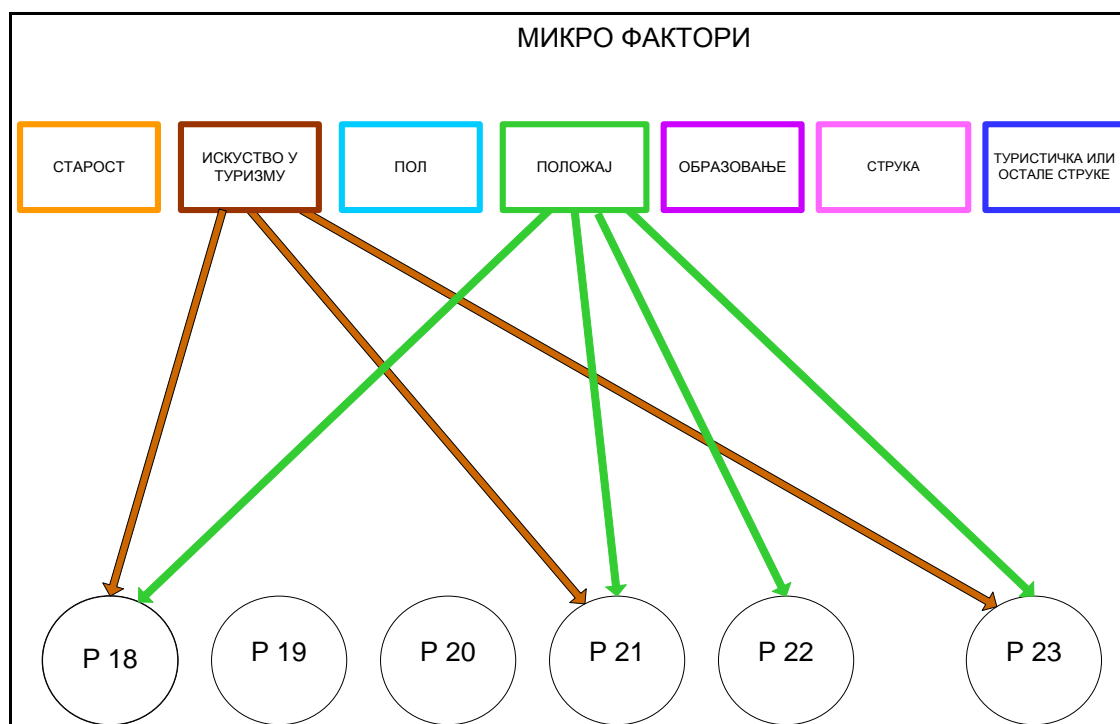 МИКРО ФАКТОРИ
СТАРОСТ
ИСКУСТВО У
ТУРИЗМУ
ПОЛ
ПОЛОЖАЈ
ОБРАЗОВАЊЕ
СТРУКА
ТУРИСТИЧКА ИЛИ
ОСТАЛЕ СТРУКЕ
Р 18
Р 19
Р 20
Р 21
Р 22
Р 23